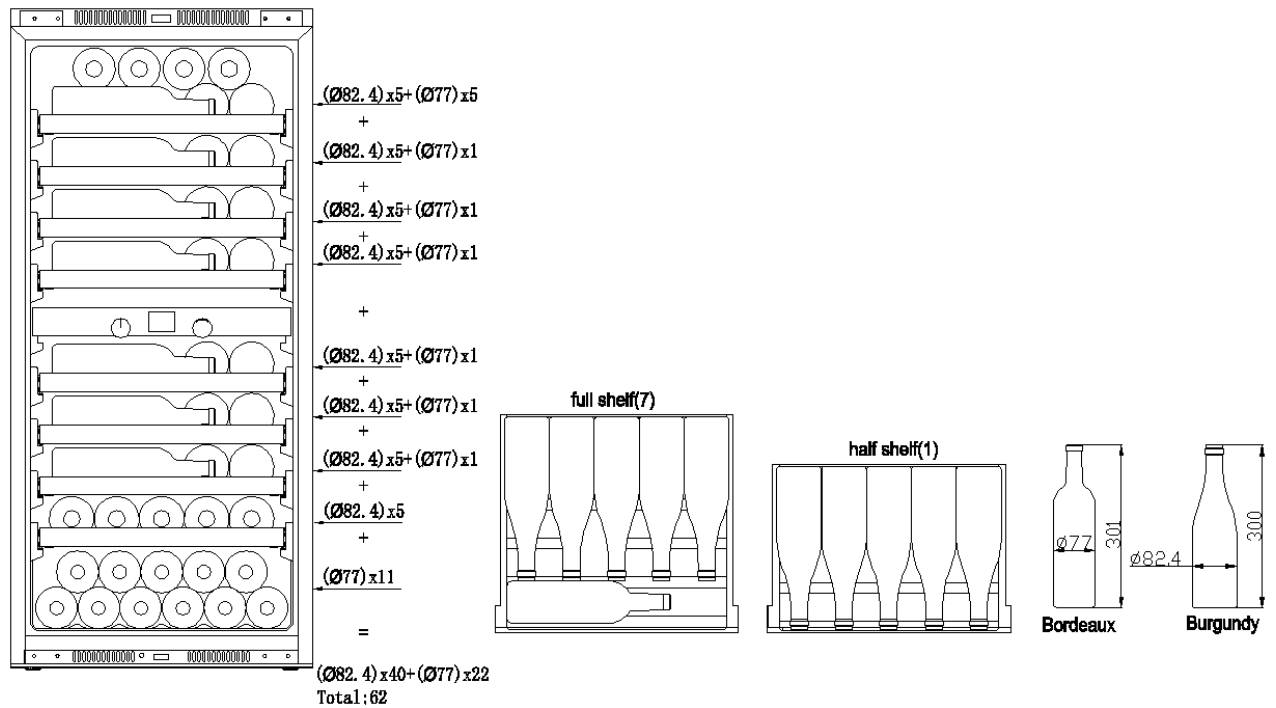 (Ø82.4)x5+(Ø77)x5
+
(Ø82.4)x5+(Ø77)x1
+
(Ø82.4)x5+(Ø77)x1
+
(Ø82.4)x5+(Ø77)x1
+
(Ø82.4)x5+(Ø77)x1
+
(Ø82.4)x5+(Ø77)x1
+
(Ø82.4)x5+(Ø77)x1
+
(Ø82.4)x5
+
(Ø77)x11
=
(Ø82.4)x40+(Ø77)x22
Total;62
full shelf(7)
half shelf(1)
ø77
301
Bordeaux
ø82.4
300
Burgundy